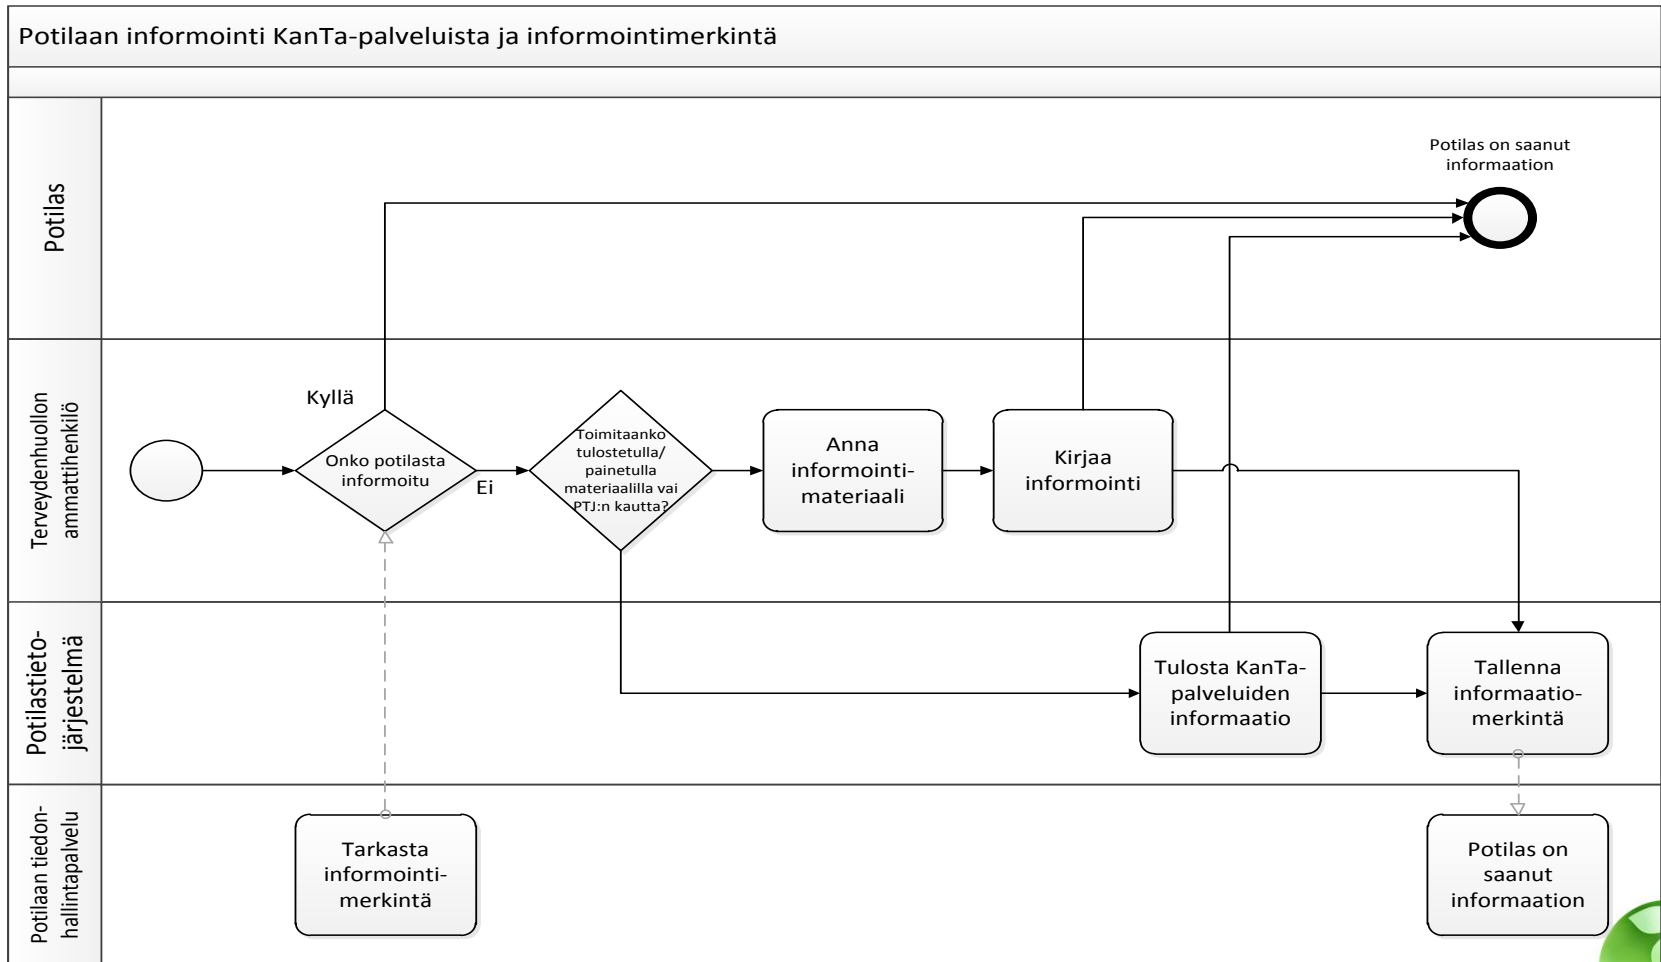 Potilaan informointi KanTa-palveluista ja informointimerkintä
Potilas
Potilas on saanut
informaation
Terveydenhuollon
ammattihenkilö
Kyllä
Onko potilasta
informoitu
Ei
Toimitaanko
tulostetulla/
painetulla
materiaalilla vai
PTJ:n kautta?
Anna
informointi-
materiaali
Kirjaa
informointi
Potilastieto-
järjestelmä
Tulosta KanTa-
palveluiden
informaatio
Tallenna
informaatio-
merkintä
Potilaan tiedon-
hallintapalvelu
Tarkasta
informointi-
merkintä
Potilas on
saanut
informaation